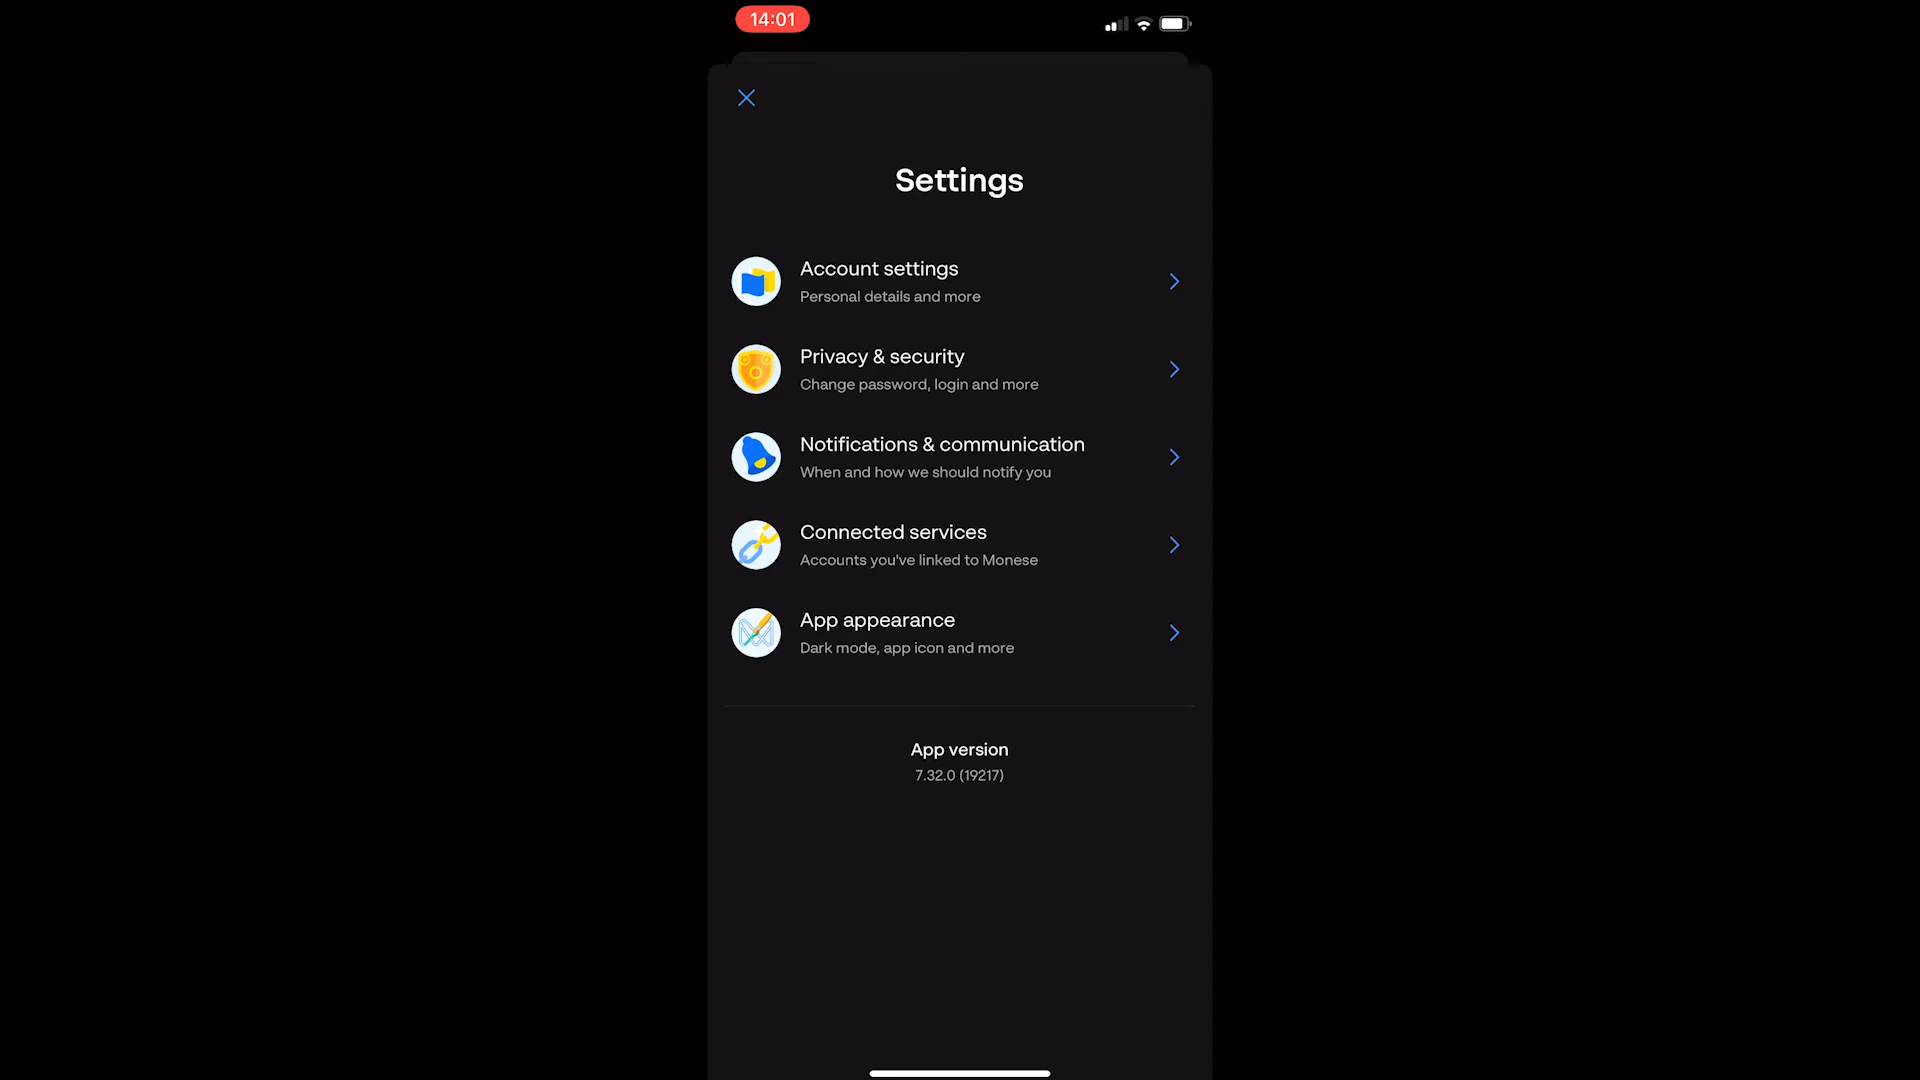 14:01
Settings
Account settings
Personal details and more
Privacy & security
Change password, login and more
Notifications & communication
When and how we should notify you
Connected services
Accounts you've linked to Monese
App appearance
Dark mode, app icon and more
App version
7.32.0 (19217)